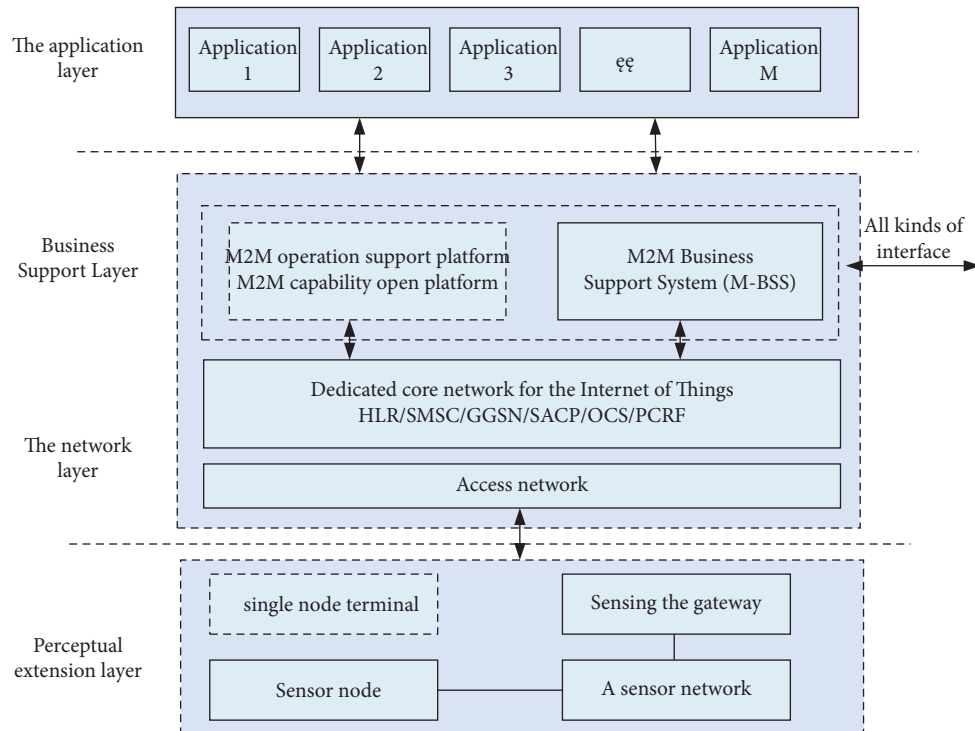 The application
layer
Application
1
Application
2
Application
3
ęę
Application
M
Business
Support Layer
M2M operation support platform
M2M capability open platform
M2M Business
Support System (M-BSS)
All kinds of
interface
Dedicated core network for the Internet of Things
HLR/SMSC/GGSN/SACP/OCS/PCRF
The network
layer
Access network
Perceptual
extension layer
single node terminal
Sensing the gateway
Sensor node
A sensor network